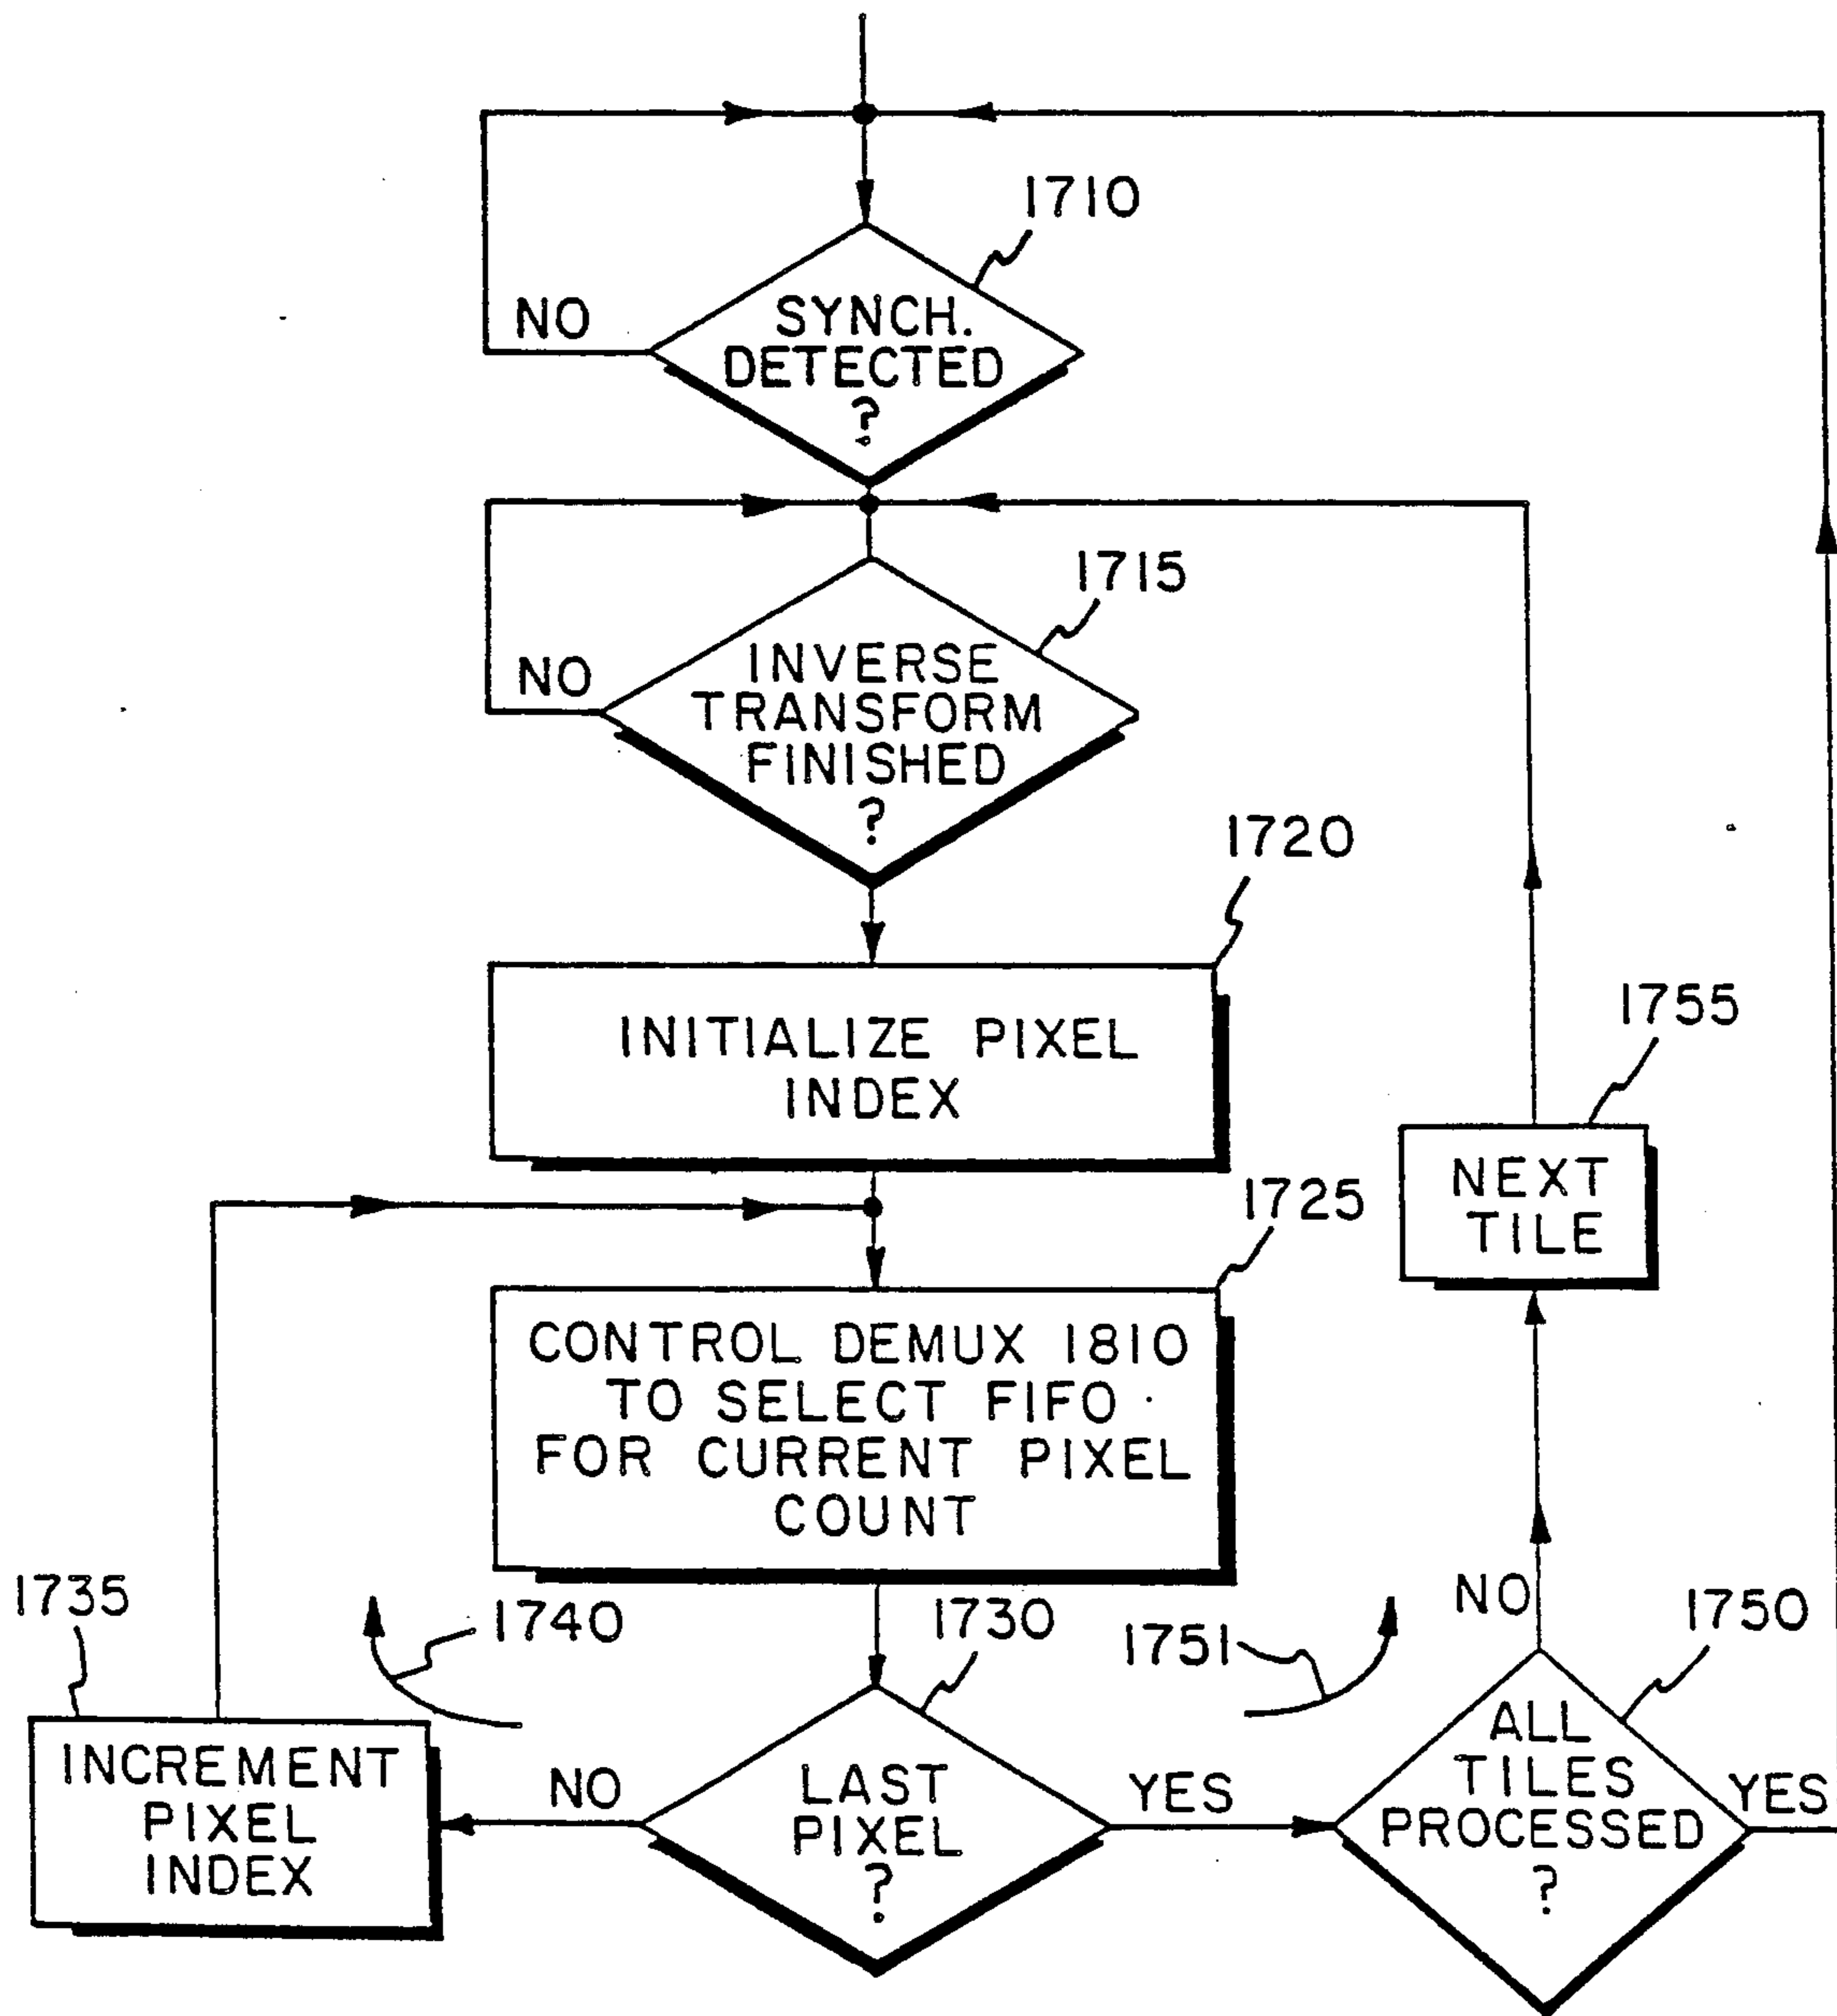 1710
NO
SYNCH.
DETECTED
?
1715
NO
INVERSE
TRANSFORM
FINISHED
?
1720
INITIALIZE PIXEL
INDEX
1755
NEXT
TILE
1725
CONTROL DEMUX 1810
TO SELECT FIFO
FOR CURRENT PIXEL
COUNT
1735
1740
1730
1751
NO
1750
INCREMENT
PIXEL
INDEX
NO
LAST
PIXEL
?
YES
ALL
TILES
PROCESSED
?
YES